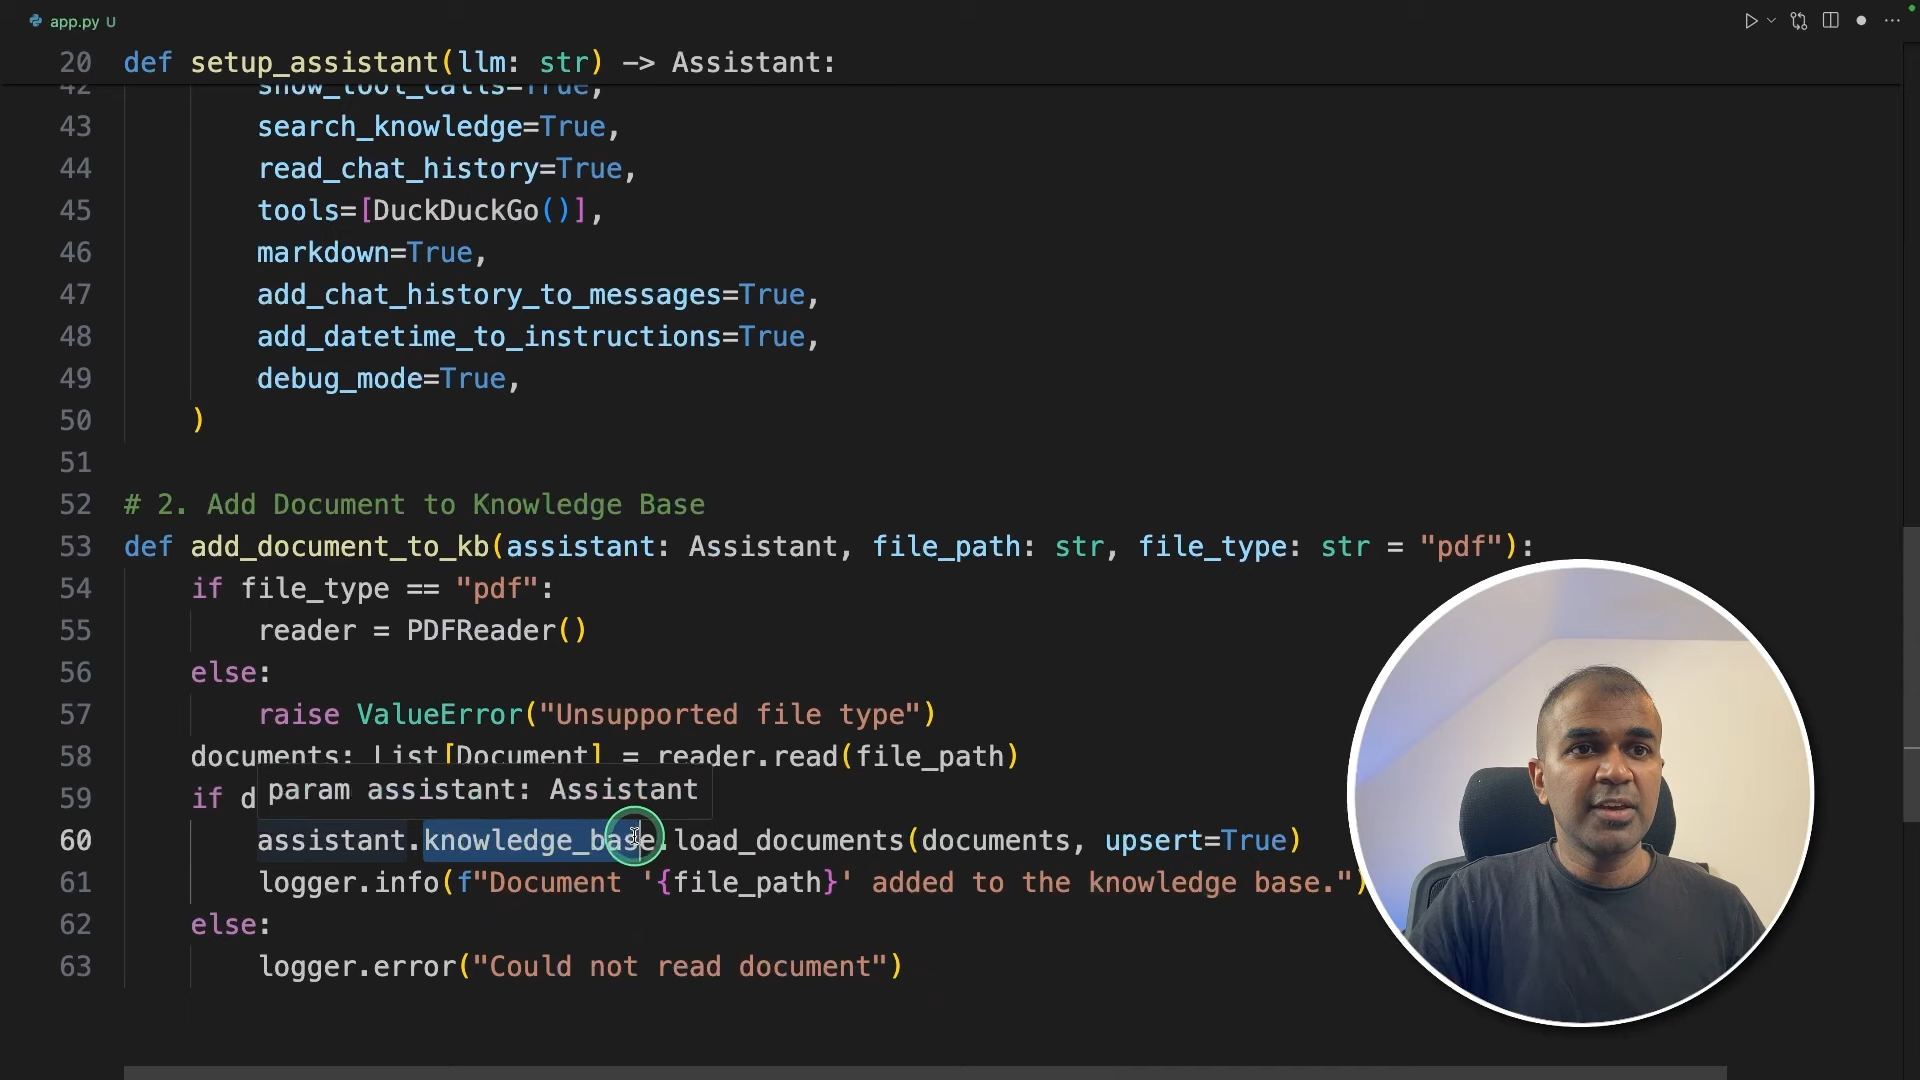 app.py U
20 def setup_assistant(llm: str) -> Assistant:
42 show_tool_calls=True,
43 search_knowledge=True,
44 read_chat_history=True,
45 tools=[DuckDuckGo()],
46 markdown=True,
47 add_chat_history_to_messages=True,
48 add_datetime_to_instructions=True,
49 debug_mode=True,
50 )
51
52 # 2. Add Document to Knowledge Base
53 def add_document_to_kb(assistant: Assistant, file_path: str, file_type: str = "pdf"):
54 if file_type == "pdf":
55 reader = PDFReader()
56 else:
57 raise ValueError("Unsupported file type")
58 documents: List[Document] = reader.read(file_path)
59 if d
param assistant: Assistant
60 assistant.knowledge_base.load_documents(documents, upsert=True)
61 logger.info(f"Document '{file_path}' added to the knowledge base.")
62 else:
63 logger.error("Could not read document")